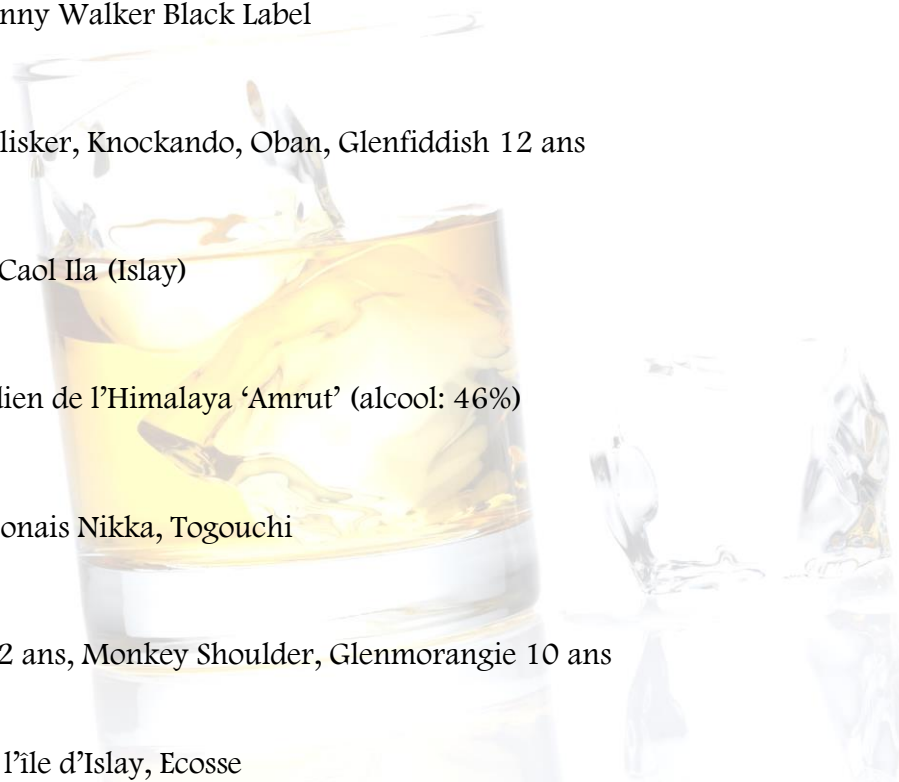 nny Walker Black Label
lisker, Knockando, Oban, Glenfiddish 12 ans
Caol Ila (Islay)
dien de l’Himalaya ‘Amrut’ (alcool: 46%)
onais Nikka, Togouchi
2 ans, Monkey Shoulder, Glenmorangie 10 ans
l’île d’Islay, Ecosse